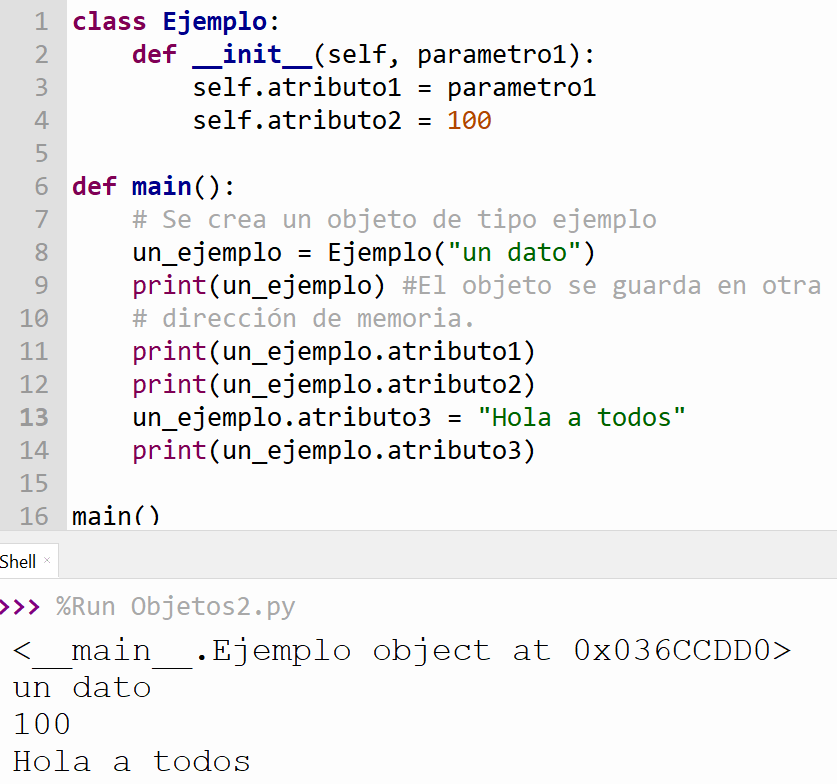 1 class Ejemplo:
2     def __init__(self, parametro1):
3         self.atributo1 = parametro1
4         self.atributo2 = 100
5
6 def main():
7     # Se crea un objeto de tipo ejemplo
8     un_ejemplo = Ejemplo("un dato")
9     print(un_ejemplo) #El objeto se guarda en otra
10     # dirección de memoria.
11     print(un_ejemplo.atributo1)
12     print(un_ejemplo.atributo2)
13     un_ejemplo.atributo3 = "Hola a todos"
14     print(un_ejemplo.atributo3)
15
16 main()
Shell ×
>>> %Run Objetos2.py
<__main__.Ejemplo object at 0x036CCDD0>
un dato
100
Hola a todos